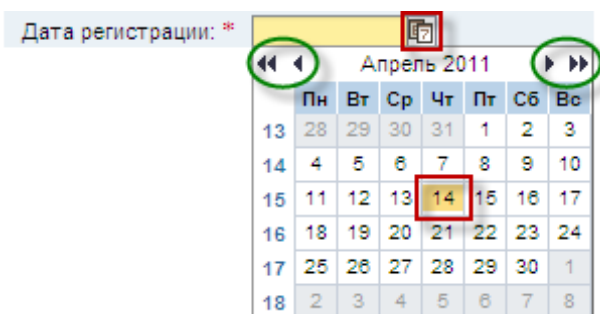 Дата регистрации: *
Апрель 2011
Пн Вт Ср Чт Пт Сб Вс
13 28 29 30 31 1 2 3
14 4 5 6 7 8 9 10
15 11 12 13 14 15 16 17
16 18 19 20 21 22 23 24
17 25 26 27 28 29 30 1
18 2 3 4 5 6 7 8